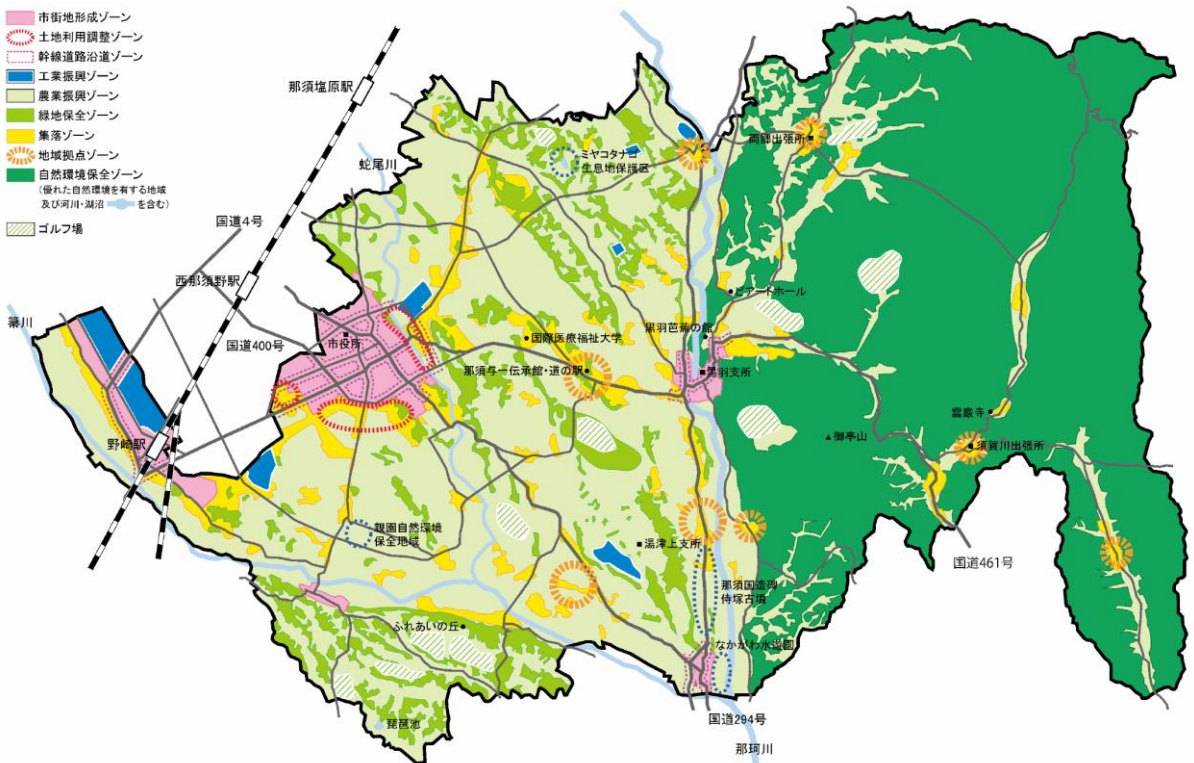 市街地形成ゾーン
土地利用調整ゾーン
幹線道路沿道ゾーン
工業振興ゾーン
農業振興ゾーン
緑地保全ゾーン
集落ゾーン
地域拠点ゾーン
自然環境保全ゾーン
(優れた自然環境を有する地域
及び河川・湖沼 を含む)
ゴルフ場
那須塩原駅
蛇尾川
国道4号
西那須野駅
箒川
国道400号
市役所
野崎駅
ミヤコタナゴ
生息地保護区
両郷出張所
ピアートホール
黒羽芭蕉の館
国際医療福祉大学
那須与一伝承館・道の駅
黒羽支所
雲巌寺
御亭山
須賀川出張所
親園自然環境
保全地域
湯津上支所
国道461号
那須国造碑
侍塚古墳
ふれあいの丘
なかがわ水遊園
琵琶池
国道294号
那珂川